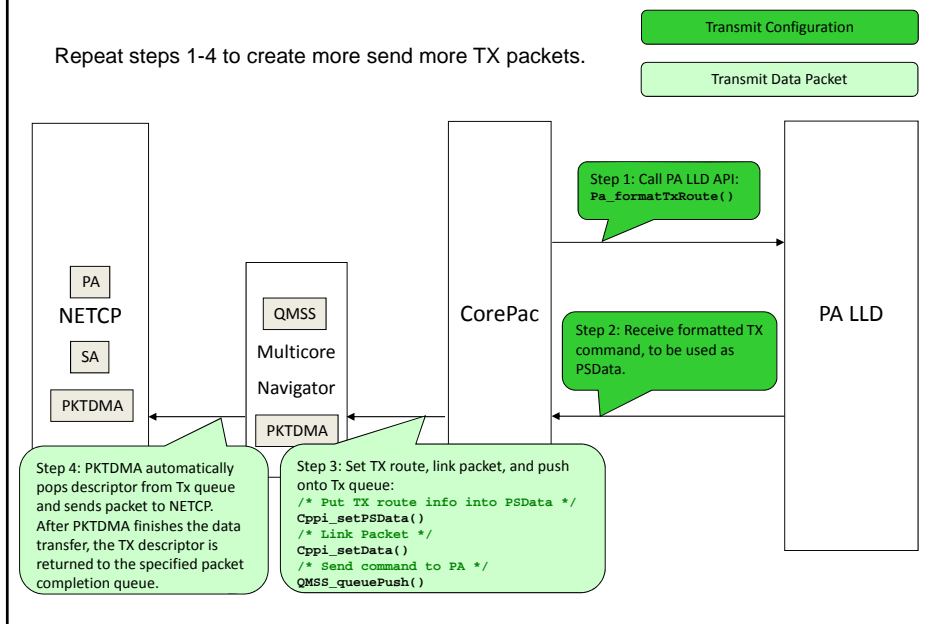 Transmit Configuration
Repeat steps 1-4 to create more send more TX packets.
Transmit Data Packet
Step 1: Call PA LLD API:
Pa_formatTxRoute()
PA
NETCP
SA
PKTDMA
QMSS
Multicore
Navigator
PKTDMA
CorePac
PA LLD
Step 2: Receive formatted TX
command, to be used as
PSData.
Step 4: PKTDMA automatically
pops descriptor from Tx queue
and sends packet to NETCP.
After PKTDMA finishes the data
transfer, the TX descriptor is
returned to the specified packet
completion queue.
Step 3: Set TX route, link packet, and push
onto Tx queue:
/* Put TX route info into PSData */
Cppi_setPSData()
/* Link Packet */
Cppi_setData()
/* Send command to PA */
QMSS_queuePush()